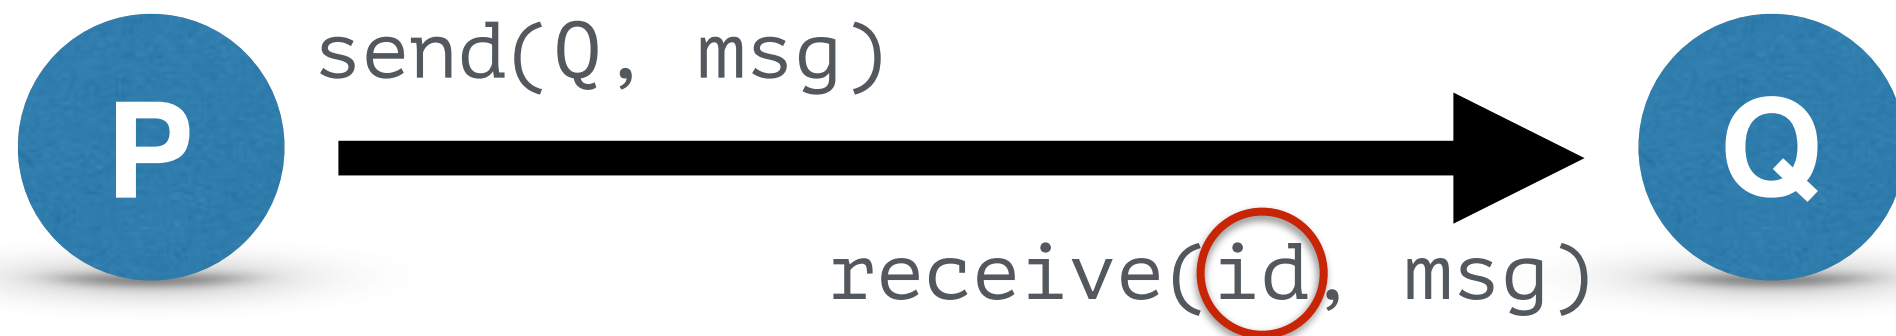 send(Q, msg)
P
Q
receive(id, msg)